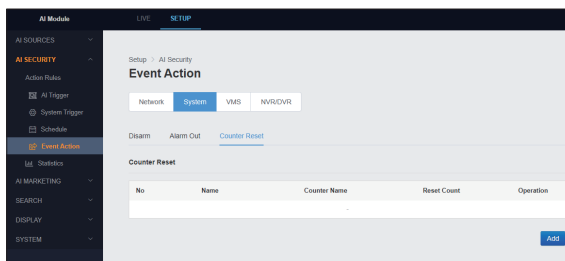 AI Module
LIVE SETUP
AI SOURCES
AI SECURITY
Action Rules
AI Trigger
System Trigger
Schedule
Event Action
Statistics
AI MARKETING
SEARCH
DISPLAY
SYSTEM
Setup > AI Security
Event Action
Network System VMS NVR/DVR
Disarm Alarm Out Counter Reset
Counter Reset
No Name Counter Name Reset Count Operation
-
Add